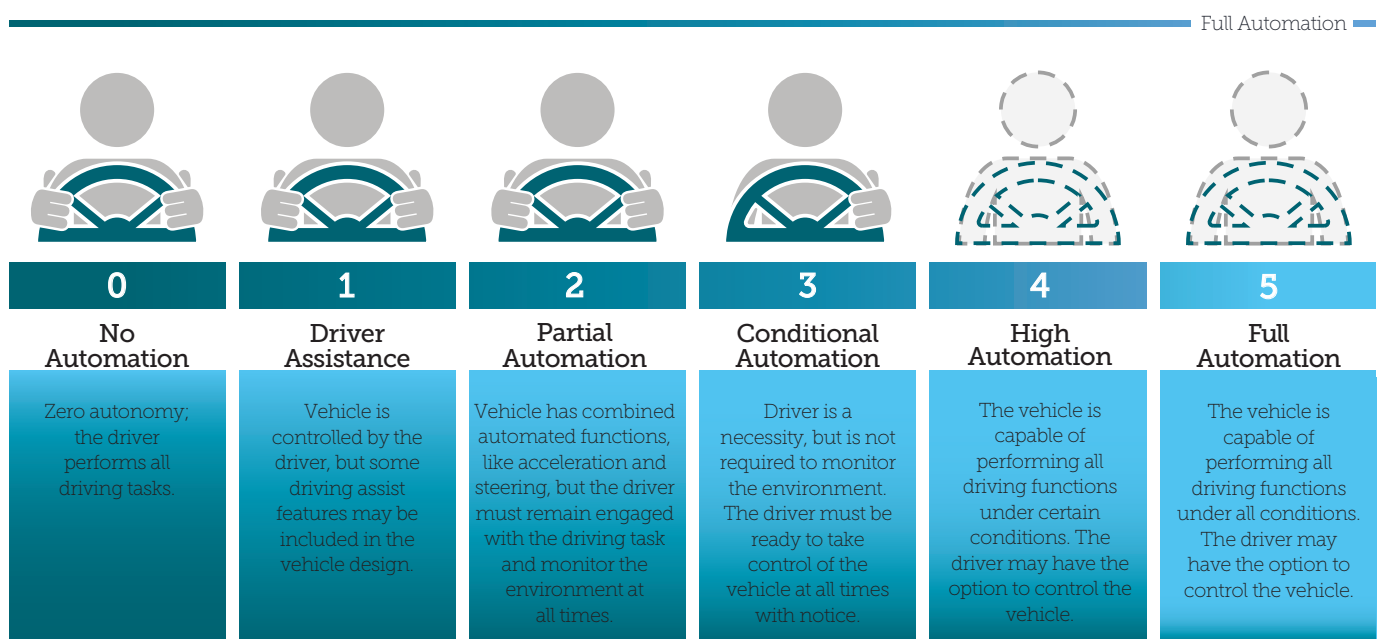 Full Automation
0
No
Automation
Zero autonomy;
the driver
performs all
driving tasks.
1
Driver
Assistance
Vehicle is
controlled by the
driver, but some
driving assist
features may be
included in the
vehicle design.
2
Partial
Automation
Vehicle has combined
automated functions,
like acceleration and
steering, but the driver
must remain engaged
with the driving task
and monitor the
environment at
all times.
3
Conditional
Automation
Driver is a
necessity, but is not
required to monitor
the environment.
The driver must be
ready to take
control of the
vehicle at all times
with notice.
4
High
Automation
The vehicle is
capable of
performing all
driving functions
under certain
conditions. The
driver may have the
option to control the
vehicle.
5
Full
Automation
The vehicle is
capable of
performing all
driving functions
under all conditions.
The driver may
have the option to
control the vehicle.